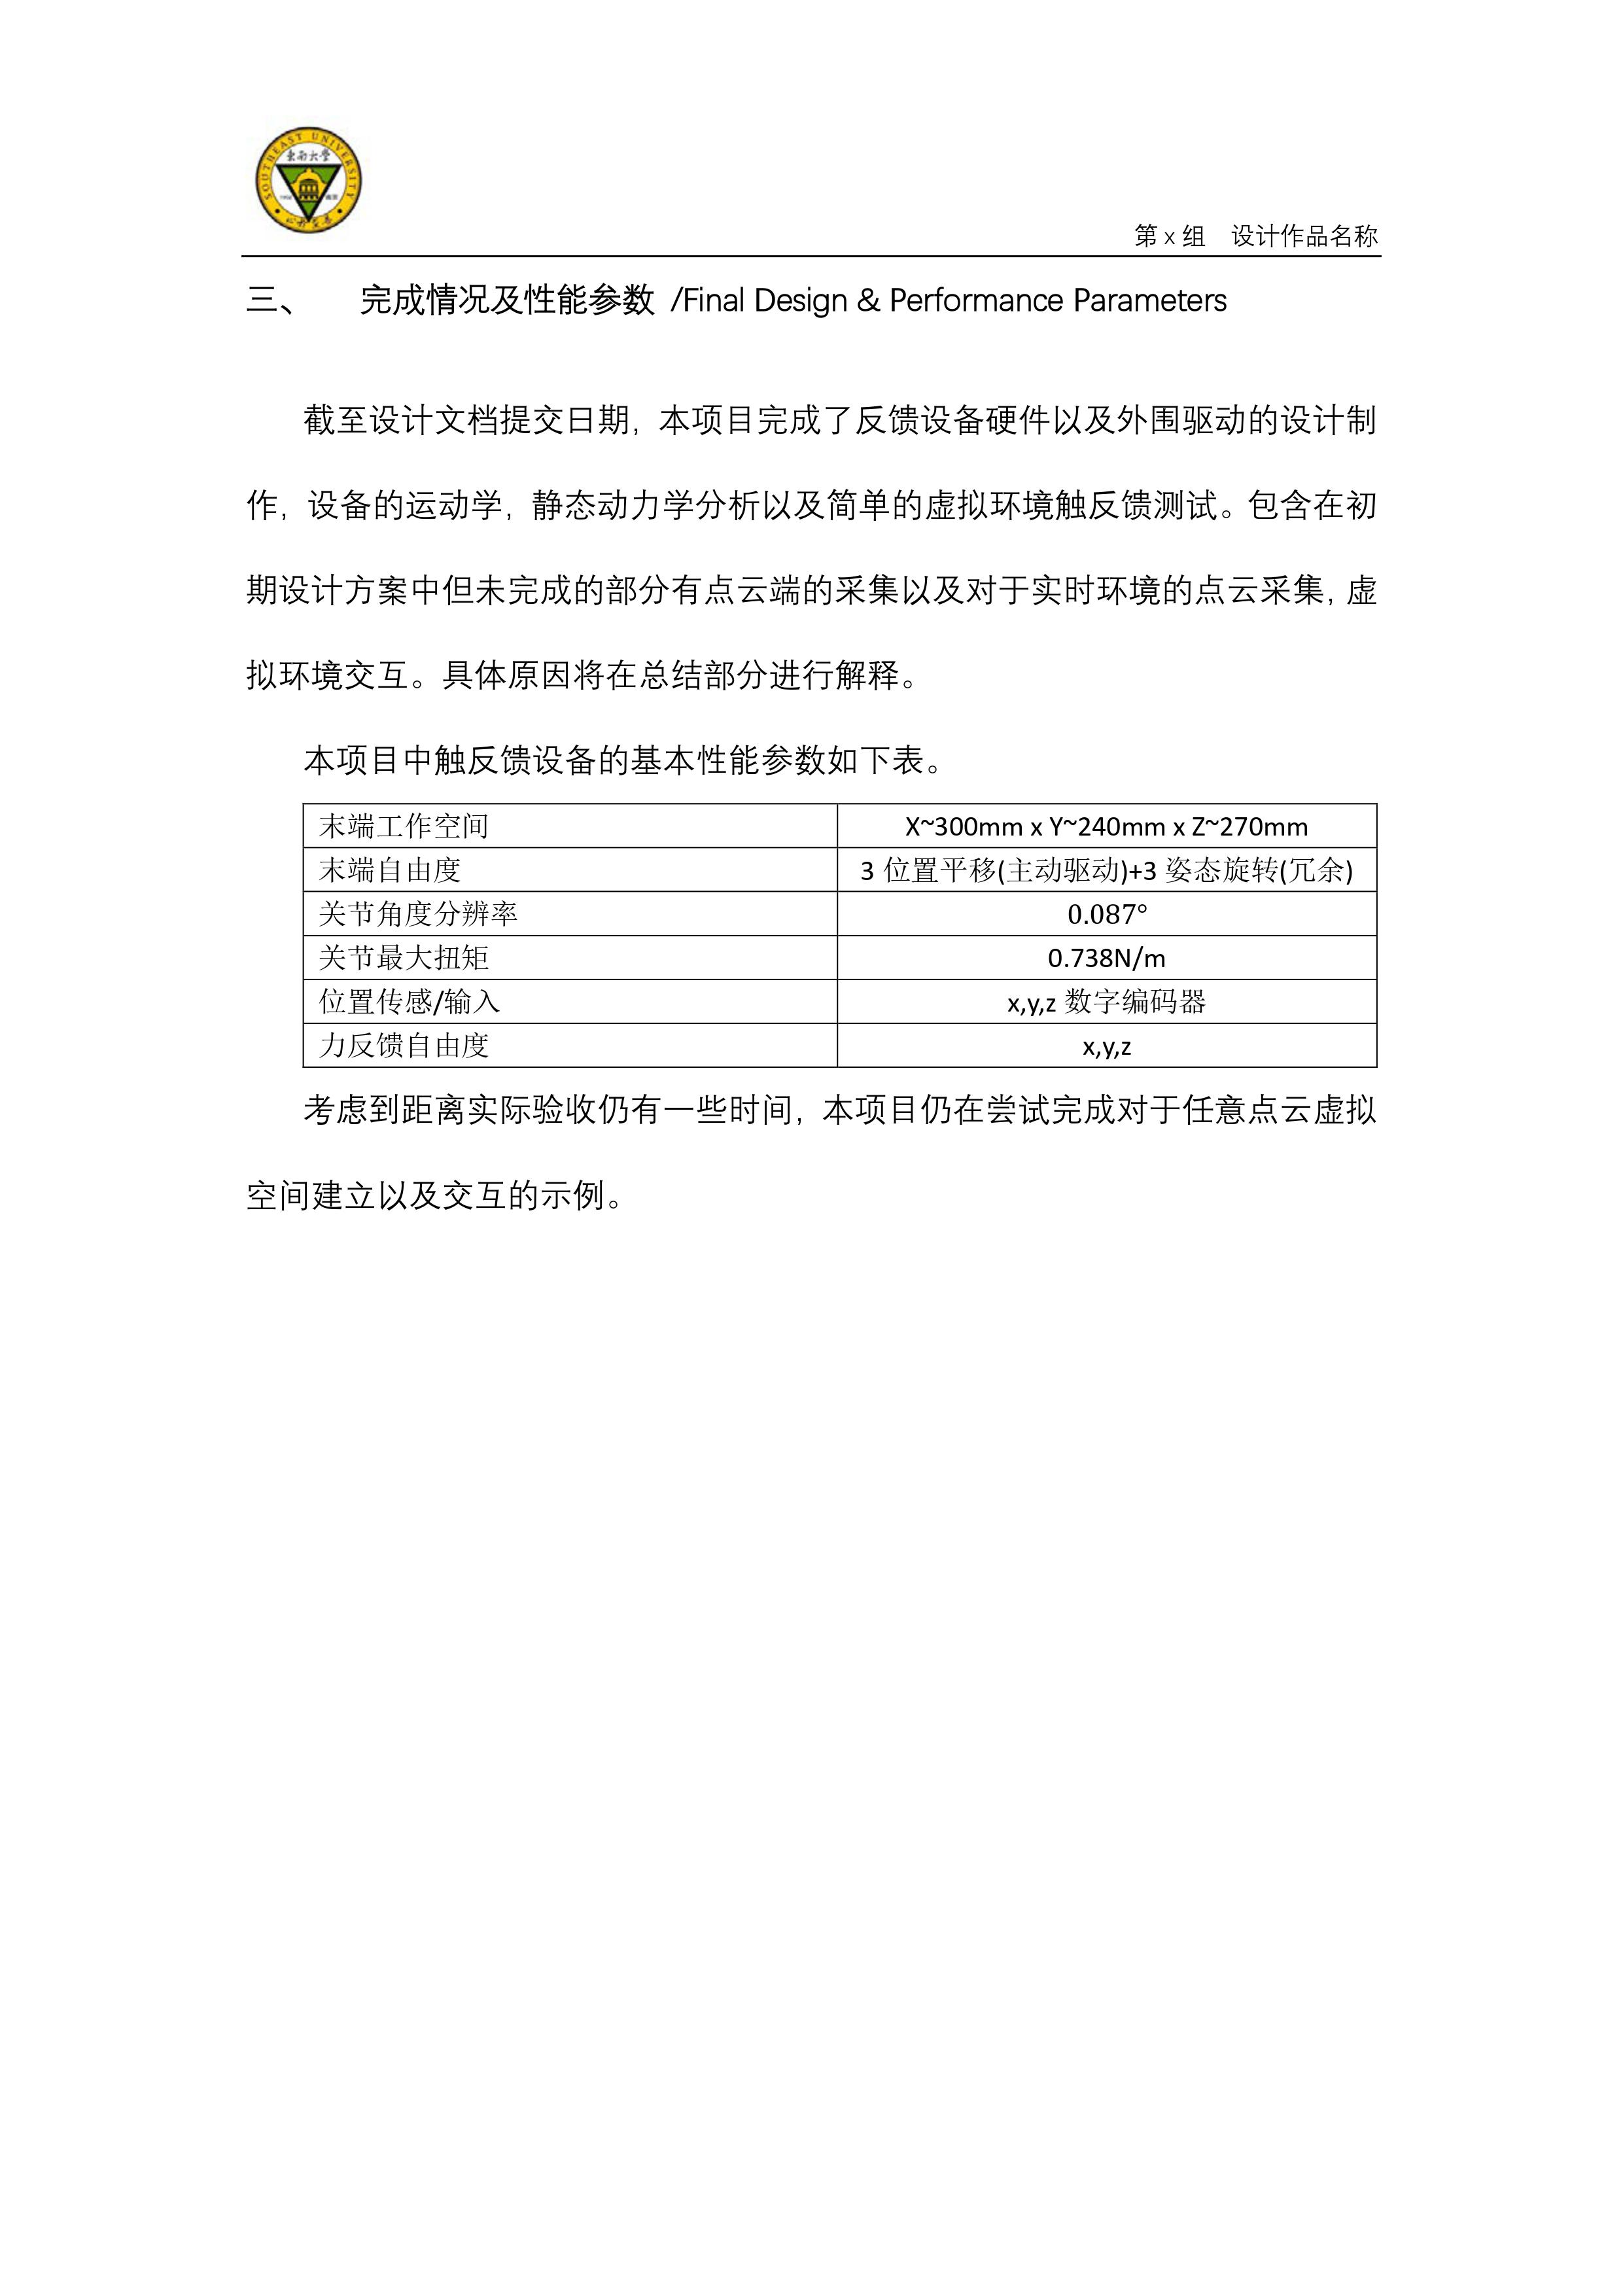 SOUTHEAST UNIVERSITY
东南大学
第 x 组 设计作品名称
三、 完成情况及性能参数 /Final Design & Performance Parameters
截至设计文档提交日期，本项目完成了反馈设备硬件以及外围驱动的设计制
作，设备的运动学，静态动力学分析以及简单的虚拟环境触反馈测试。包含在初
期设计方案中但未完成的部分有点云端的采集以及对于实时环境的点云采集，虚
拟环境交互。具体原因将在总结部分进行解释。
本项目中触反馈设备的基本性能参数如下表。
末端工作空间 X~300mm x Y~240mm x Z~270mm
末端自由度 3 位置平移(主动驱动)+3 姿态旋转(冗余)
关节角度分辨率 0.087°
关节最大扭矩 0.738N/m
位置传感/输入 x,y,z 数字编码器
力反馈自由度 x,y,z
考虑到距离实际验收仍有一些时间，本项目仍在尝试完成对于任意点云虚拟
空间建立以及交互的示例。